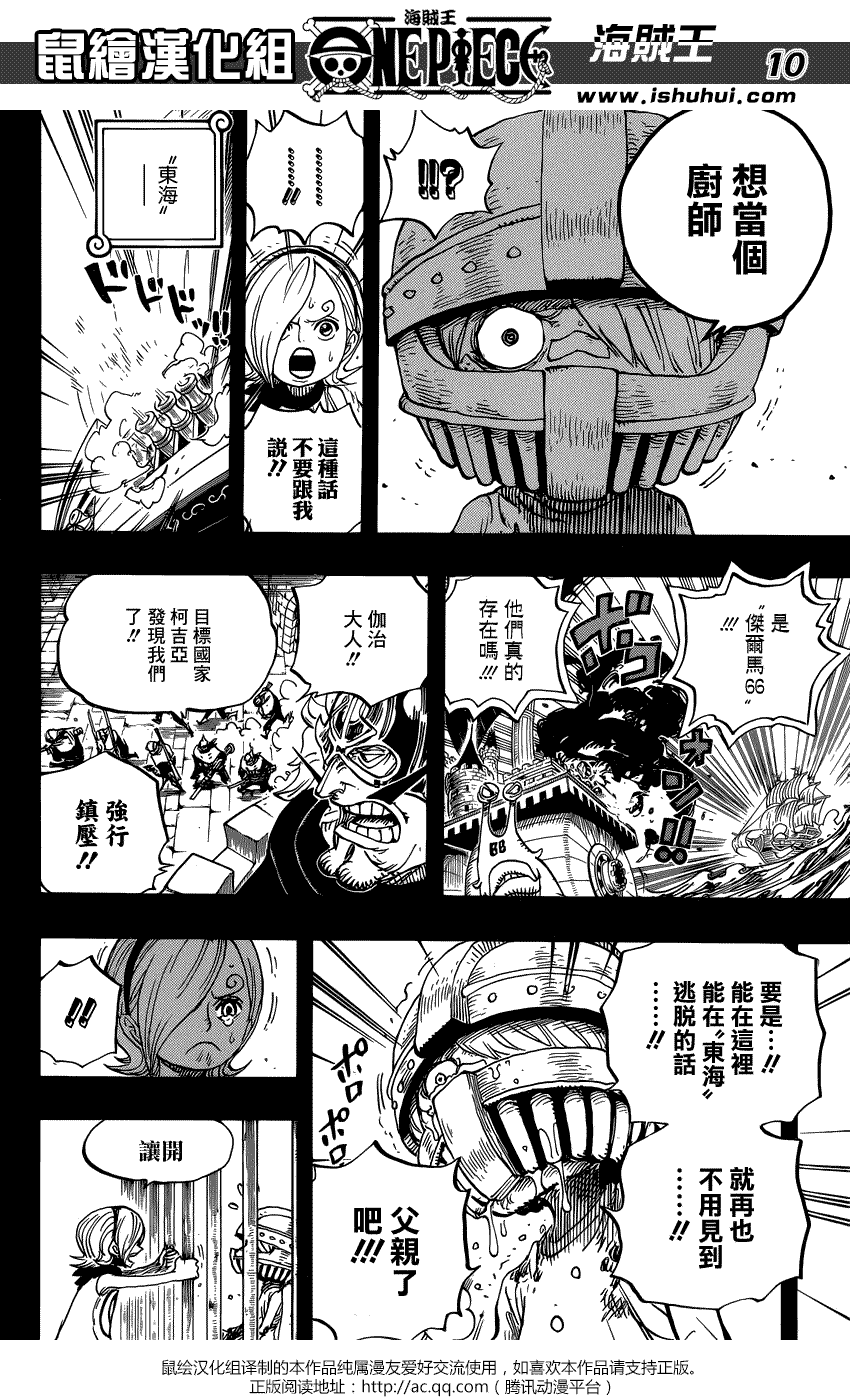 鼠繪漢化組
海賊王
ONE PIECE
海賊王
10
www.ishuhui.com
想當個
廚師
!!?
……!!
……
這種話
不要跟我
説!!
“東海”
——
ドドドド
!!
是
“傑爾馬66”
!!!
他們真的
存在嗎!!!
ボコォン!!
66
伽治
大人!!
目標國家
柯吉亞
發現我們
了!!
強行
鎮壓!!
要是…!!
能在這裡
能在“東海”
逃脱的話
……!!
就再也
不用見到
……!!
父親了
吧!!!
ポロポロ
!!
讓開
鼠绘汉化组译制的本作品纯属漫友爱好交流使用，如喜欢本作品请支持正版。
正版阅读地址：http://ac.qq.com（腾讯动漫平台）